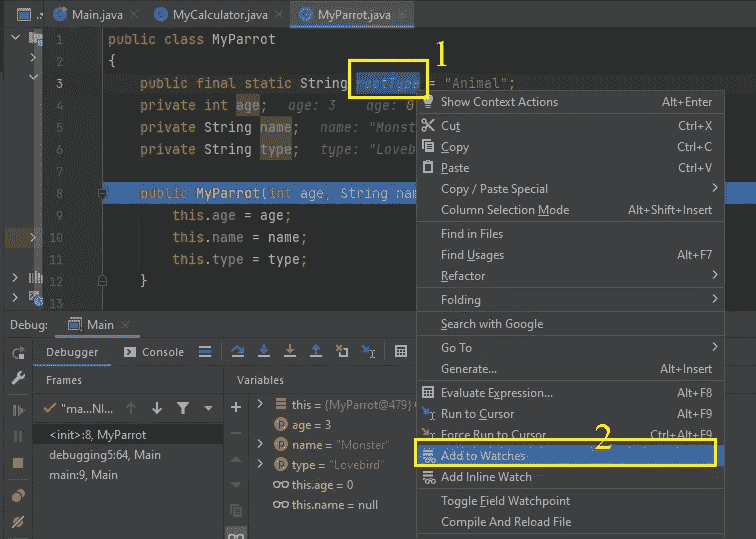 Main.java
MyCalculator.java
MyParrot.java
1
1 public class MyParrot
2 {
3 public final static String rootType = "Animal";
4 private int age; age: 3 age: 0
5 private String name; name: "Monst
6 private String type; type: "Loveb
7
8 public MyParrot(int age, String nam
9 this.age = age;
10 this.name = name;
11 this.type = type;
12 }
13
Show Context Actions Alt+Enter
Cut Ctrl+X
Copy Ctrl+C
Paste Ctrl+V
Copy / Paste Special
Column Selection Mode Alt+Shift+Insert
Find in Files
Find Usages Alt+F7
Refactor
Folding
Search with Google
Go To
Generate... Alt+Insert
Evaluate Expression... Alt+F8
Run to Cursor Alt+F9
Force Run to Cursor Ctrl+Alt+F9
2
Add to Watches
Add Inline Watch
Toggle Field Watchpoint
Compile And Reload File
Debug: Main
Debugger Console
Frames
"ma...NI...
<init>:8, MyParrot
debugging5:64, Main
main:9, Main
Variables
this = {MyParrot@479}
age = 3
name = "Monster"
type = "Lovebird"
this.age = 0
this.name = null